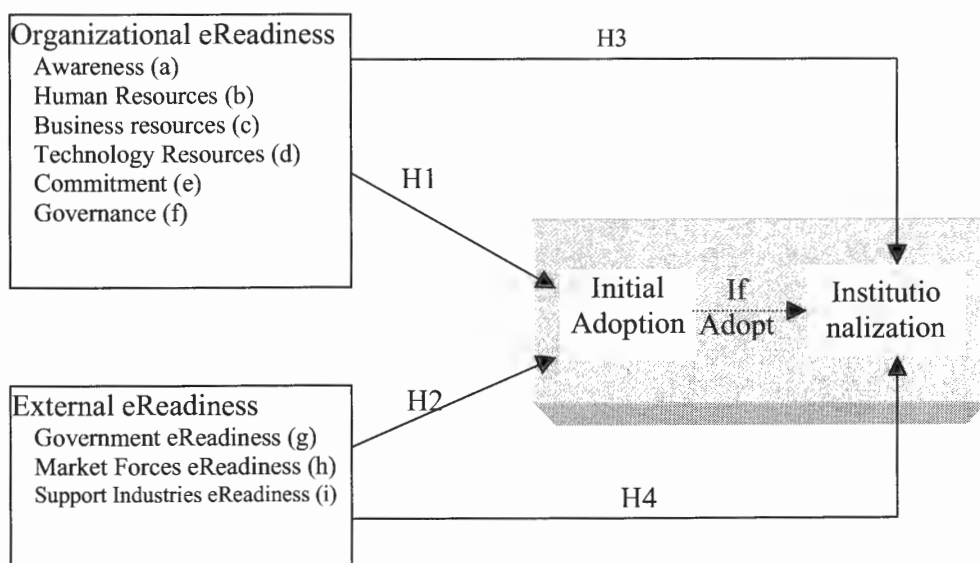 Organizational eReadiness
Awareness (a)
Human Resources (b)
Business resources (c)
Technology Resources (d)
Commitment (e)
Governance (f)
H3
H1
Initial
Adoption
If
Adopt
Institutio
nalization
External eReadiness
Government eReadiness (g)
Market Forces eReadiness (h)
Support Industries eReadiness (i)
H2
H4